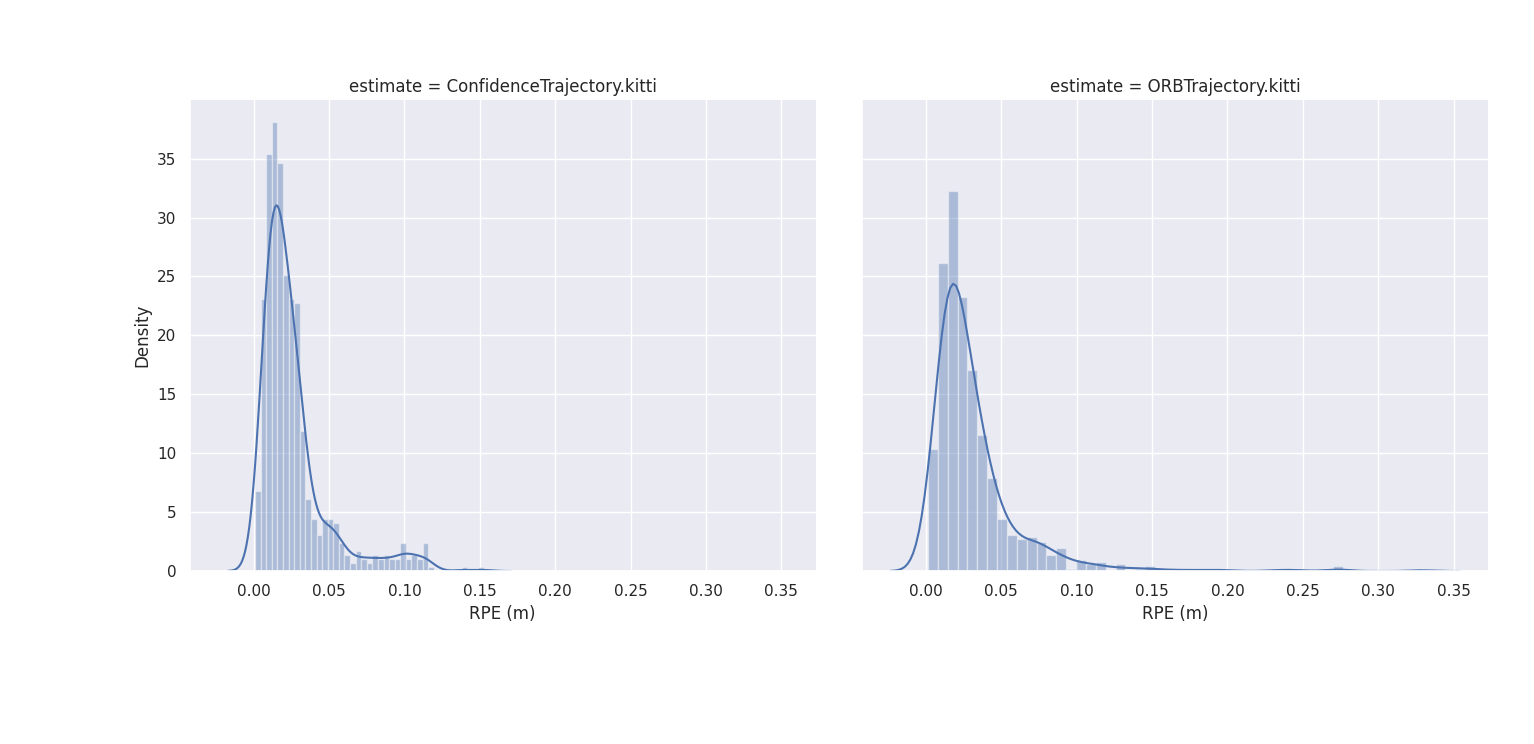 estimate = ConfidenceTrajectory.kitti
estimate = ORBTrajectory.kitti
Density
35
30
25
20
15
10
5
0
0.00 0.05 0.10 0.15 0.20 0.25 0.30 0.35
0.00 0.05 0.10 0.15 0.20 0.25 0.30 0.35
RPE (m)
RPE (m)